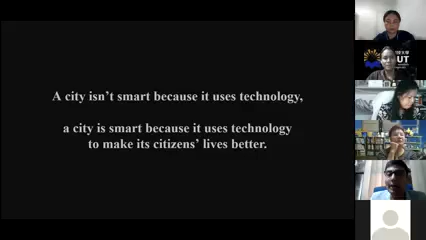 A city isn’t smart because it uses technology,
a city is smart because it uses technology
to make its citizens’ lives better.
UT